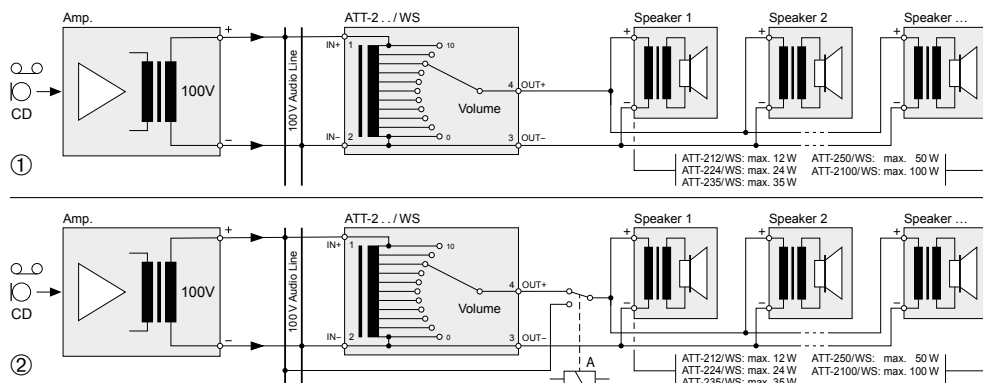 Amp. ATT-2 . . / WS Speaker 1 Speaker 2 Speaker …
+ IN+ 1 10 + + +
100 V Audio Line
100V 4 OUT+
CD Volume
– – –
– IN– 2 0 3 OUT–
①
ATT-212/WS: max. 12 W ATT-250/WS: max. 50 W
ATT-224/WS: max. 24 W ATT-2100/WS: max. 100 W
ATT-235/WS: max. 35 W
Amp. ATT-2 . . / WS Speaker 1 Speaker 2 Speaker …
+ IN+ 1 10 + + +
100 V Audio Line
100V 4 OUT+
CD Volume
– – –
– IN– 2 0 3 OUT–
A
②
ATT-212/WS: max. 12 W ATT-250/WS: max. 50 W
ATT-224/WS: max. 24 W ATT-2100/WS: max. 100 W
ATT-235/WS: max. 35 W